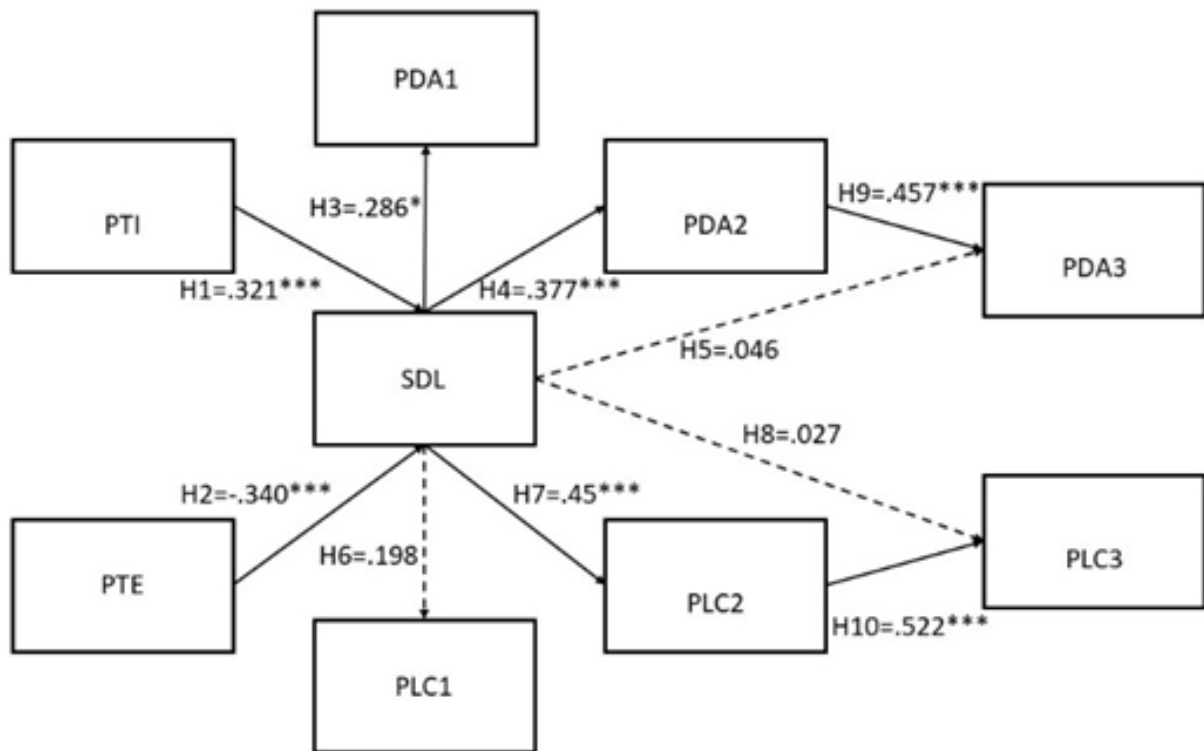 PDA1
PTI
PDA2
PDA3
H3=.286*
H9=.457***
H1=.321***
H4=.377***
SDL
H5=.046
H8=.027
H2=-.340***
H7=.45***
H6=.198
PTE
PLC1
PLC2
PLC3
H10=.522***